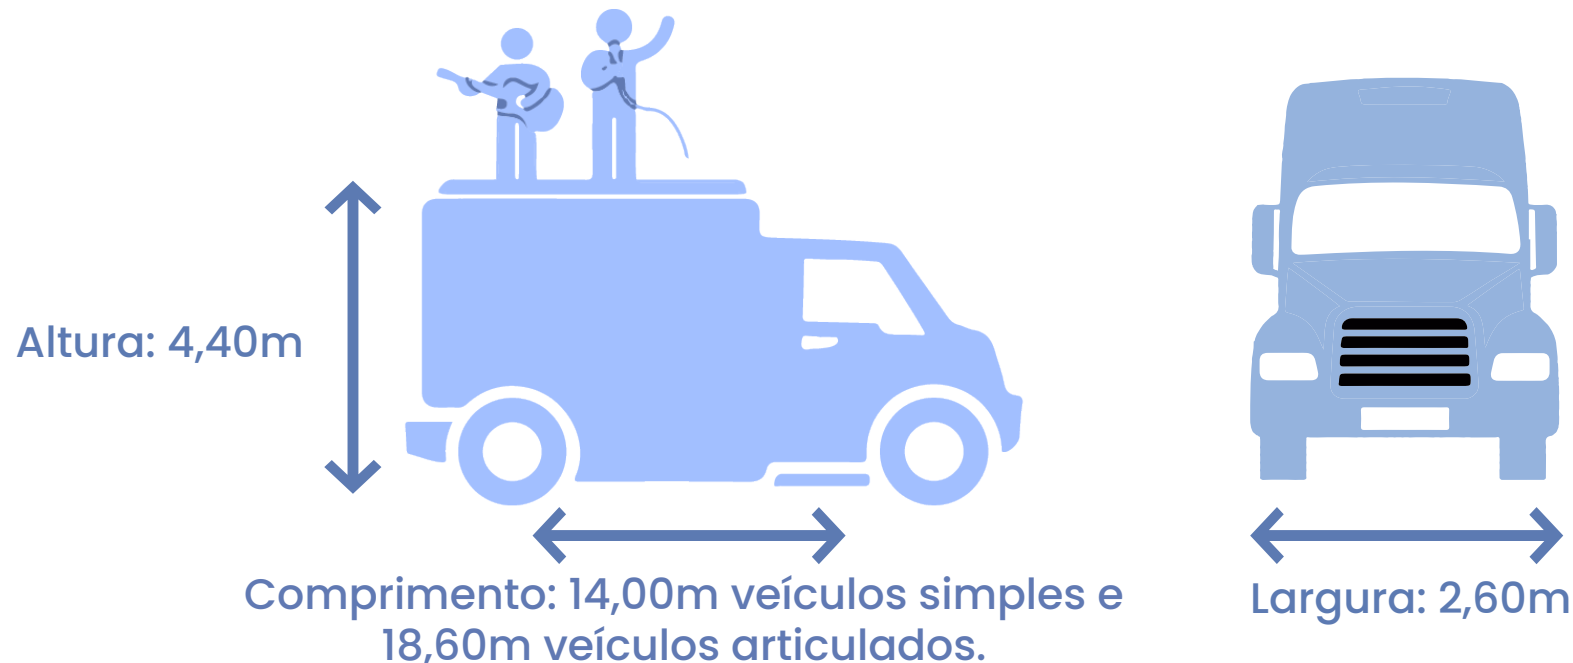 Altura: 4,40m
Comprimento: 14,00m veículos simples e
18,60m veículos articulados.
Largura: 2,60m